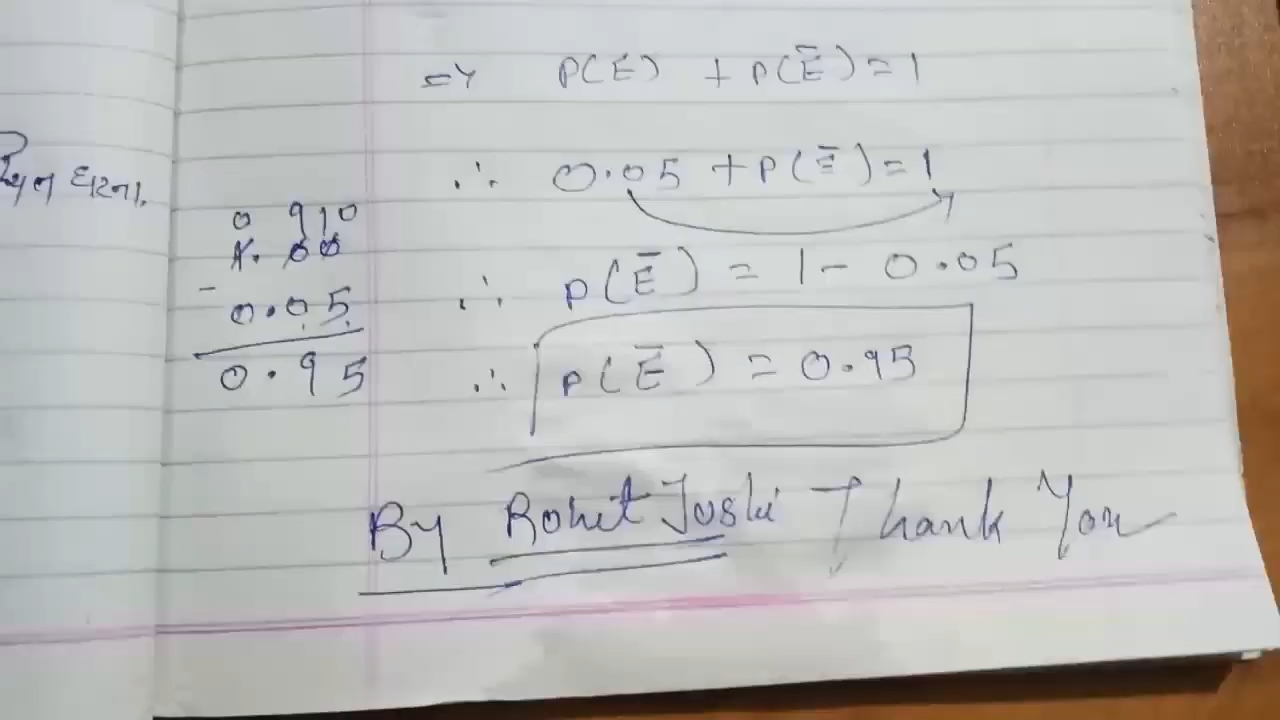 ⇒ P(E) + P(Ē) = 1
∴ 0.05 + P(Ē) = 1
∴ P(Ē) = 1 - 0.05
∴ P(Ē) = 0.95
0 9 10
1.00
- 0.05
0.95
By Rohit Joshi Thank You